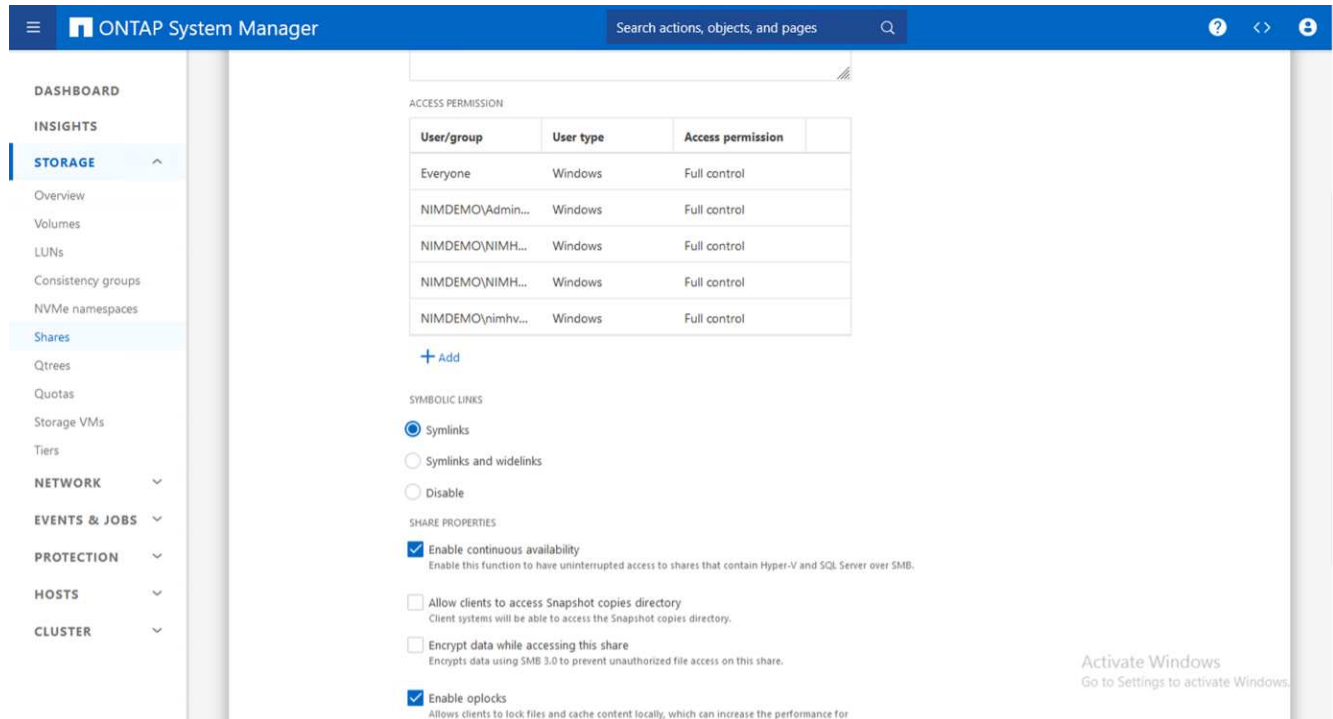 ONTAP System Manager
Search actions, objects, and pages
DASHBOARD
INSIGHTS
STORAGE
Overview
Volumes
LUNs
Consistency groups
NVMe namespaces
Shares
Qtrees
Quotas
Storage VMs
Tiers
NETWORK
EVENTS & JOBS
PROTECTION
HOSTS
CLUSTER
ACCESS PERMISSION
User/group User type Access permission
Everyone Windows Full control
NIMDEMO\Admin... Windows Full control
NIMDEMO\NIMH... Windows Full control
NIMDEMO\NIMH... Windows Full control
NIMDEMO\nimhv... Windows Full control
+ Add
SYMBOLIC LINKS
Symlinks
Symlinks and widelinks
Disable
SHARE PROPERTIES
Enable continuous availability
Enable this function to have uninterrupted access to shares that contain Hyper-V and SQL Server over SMB.
Allow clients to access Snapshot copies directory
Client systems will be able to access the Snapshot copies directory.
Encrypt data while accessing this share
Encrypts data using SMB 3.0 to prevent unauthorized file access on this share.
Enable oplocks
Allows clients to lock files and cache content locally, which can increase the performance for
Activate Windows
Go to Settings to activate Windows.